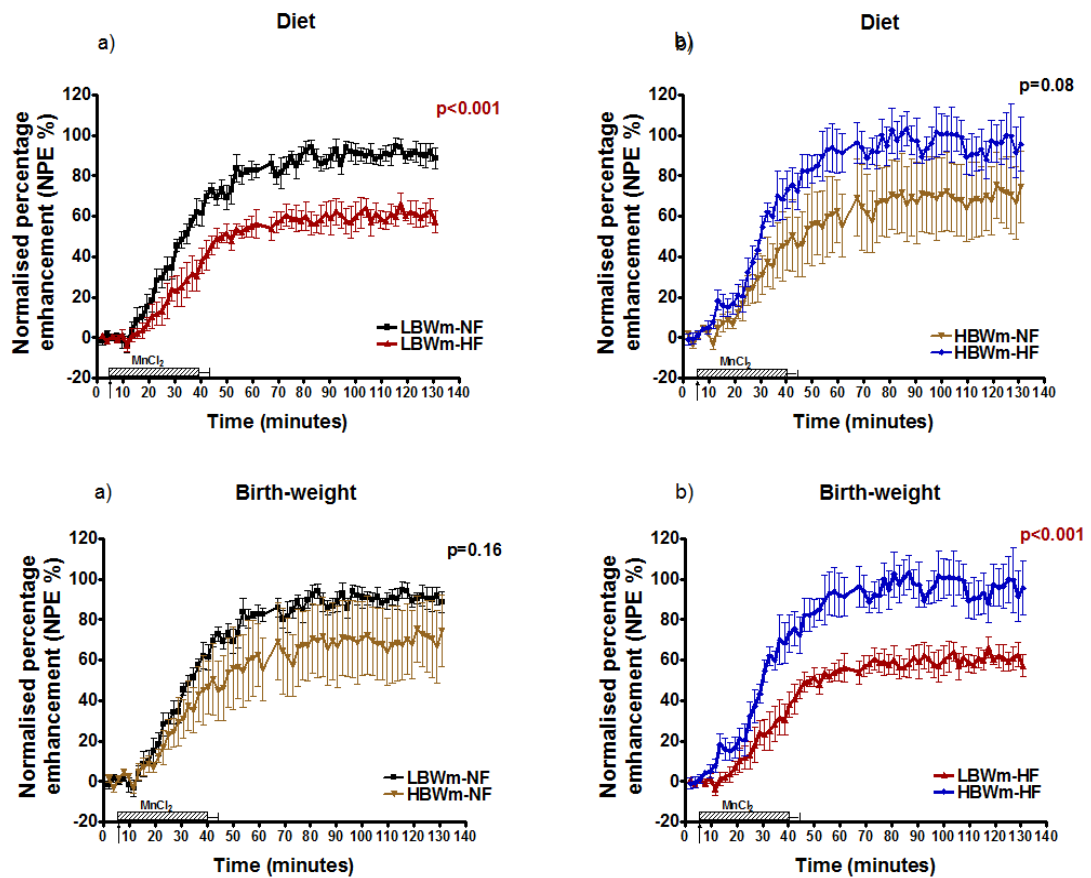 Diet
a)
p<0.001
Normalised percentage
enhancement (NPE %)
120
100
80
60
40
20
0
-20
LBWm-NF
LBWm-HF
MnCl2
0 10 20 30 40 50 60 70 80 90 100 110 120 130 140
Time (minutes)
Diet
b)
p=0.08
Normalised percentage
enhancement (NPE %)
120
100
80
60
40
20
0
-20
HBWm-NF
HBWm-HF
MnCl2
0 10 20 30 40 50 60 70 80 90 100 110 120 130 140
Time (minutes)
Birth-weight
a)
p=0.16
Normalised percentage
enhancement (NPE %)
120
100
80
60
40
20
0
-20
LBWm-NF
HBWm-NF
MnCl2
0 10 20 30 40 50 60 70 80 90 100 110 120 130 140
Time (minutes)
Birth-weight
b)
p<0.001
Normalised percentage
enhancement (NPE %)
120
100
80
60
40
20
0
-20
LBWm-HF
HBWm-HF
MnCl2
0 10 20 30 40 50 60 70 80 90 100 110 120 130 140
Time (minutes)